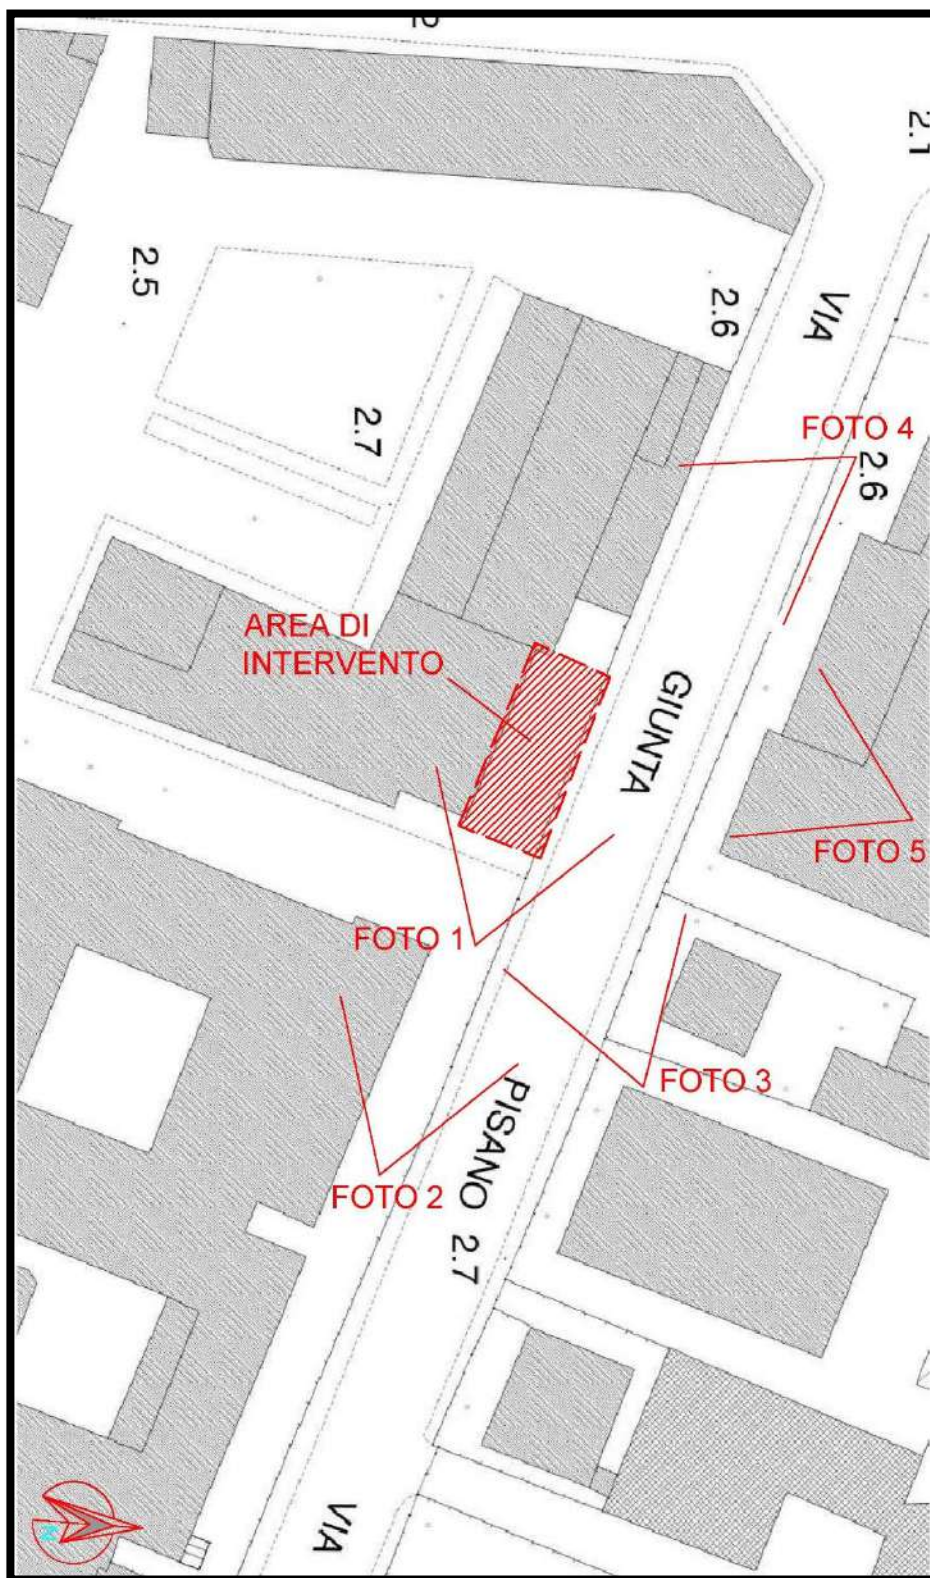 2.1
2.5
2.6
VIA
2.7
FOTO 4
2.6
AREA DI
INTERVENTO
GIUNTA
FOTO 5
FOTO 1
FOTO 3
PISANO
FOTO 2
2.7
VIA
N